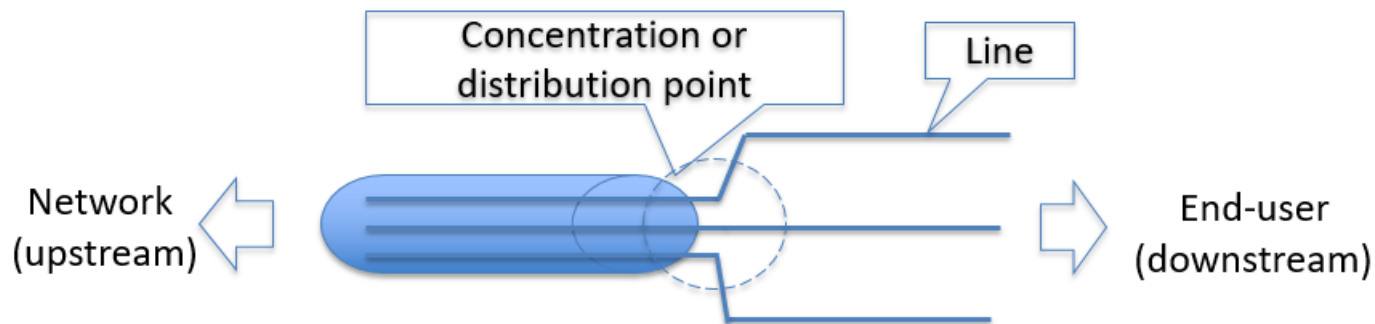 Concentration or
distribution point
Line
Network
(upstream)
End-user
(downstream)